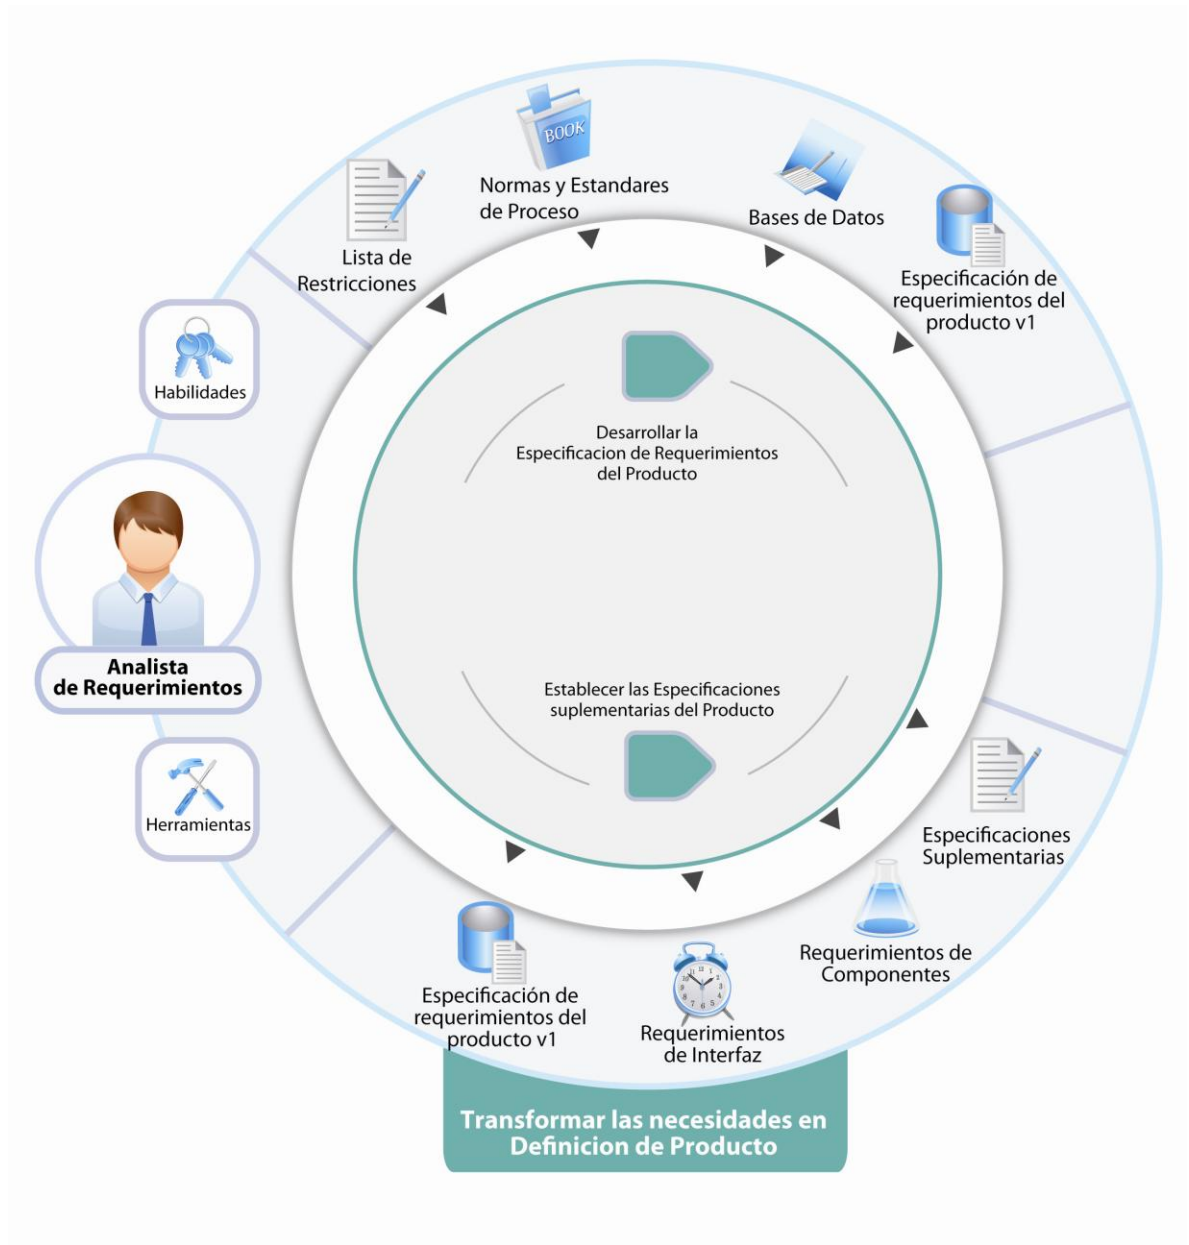 BOOK
Normas y Estandares
de Proceso
Bases de Datos
Lista de
Restricciones
Especificación de
requerimientos del
producto v1
Habilidades
Desarrollar la
Especificacion de Requerimientos
del Producto
Analista
de Requerimientos
Establecer las Especificaciones
suplementarias del Producto
Herramientas
Especificaciones
Suplementarias
Requerimientos de
Componentes
Especificación de
requerimientos del
producto v1
Requerimientos
de Interfaz
Transformar las necesidades en
Definicion de Producto